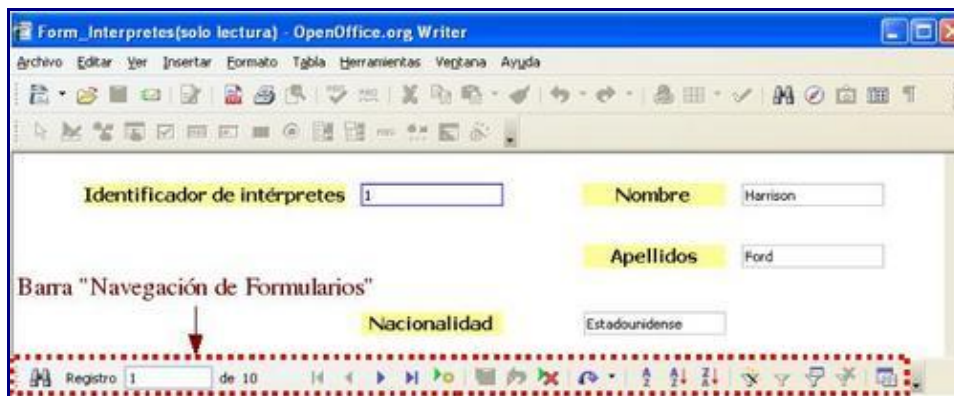 Form_Interpretes(solo lectura) - OpenOffice.org Writer
Archivo Editar Ver Insertar Formato Tabla Herramientas Ventana Ayuda
Identificador de intérpretes 1 Nombre Harrison
Apellidos Ford
Barra "Navegación de Formularios"
Nacionalidad Estadounidense
Registro 1 de 10